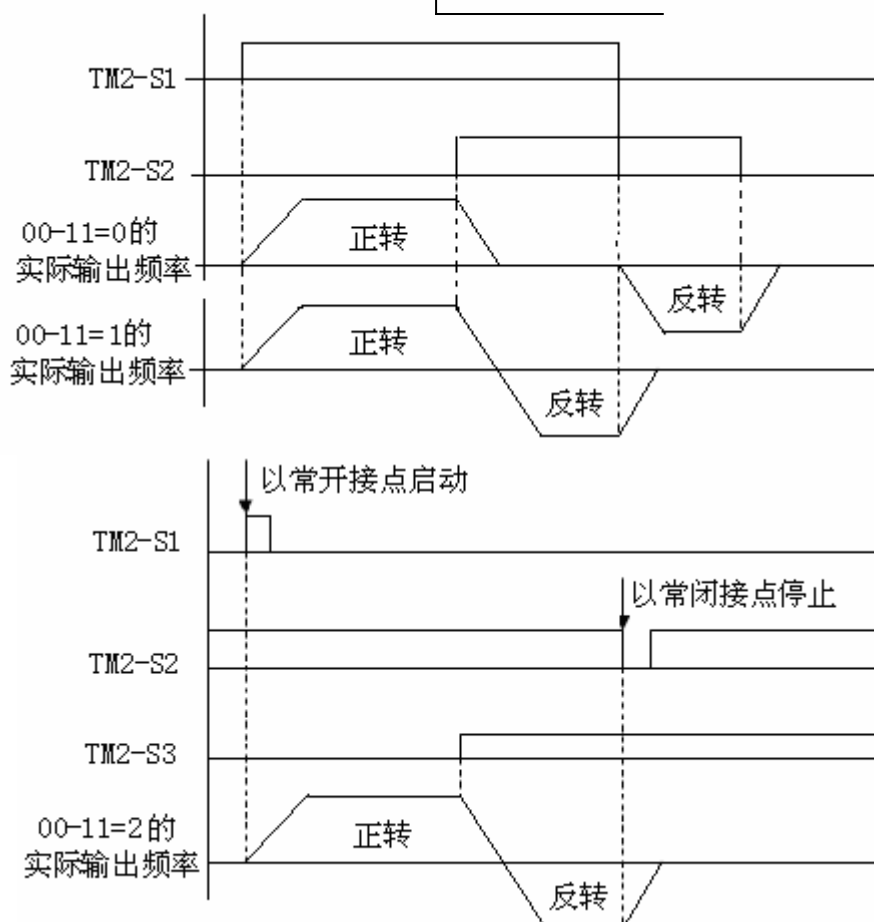 TM2-S1
TM2-S2
00-11=0的
实际输出频率
正转
反转
00-11=1的
实际输出频率
正转
反转
以常开接点启动
TM2-S1
以常闭接点停止
TM2-S2
TM2-S3
00-11=2的
实际输出频率
正转
反转